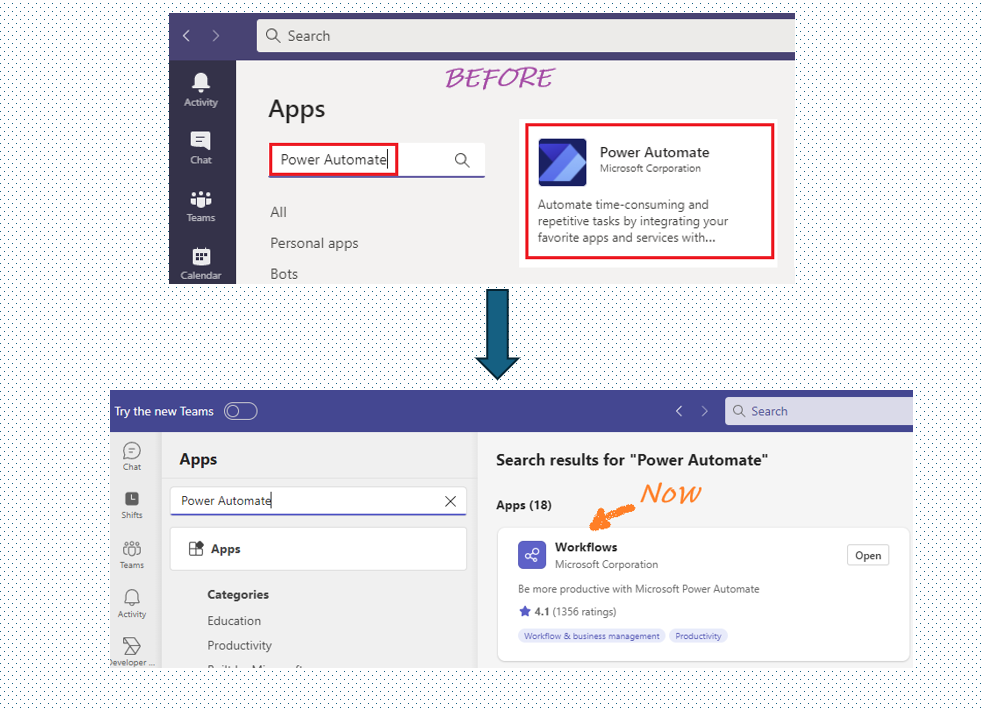 Search
BEFORE
Activity
Apps
Power Automate
Power Automate
Microsoft Corporation
Chat
Automate time-consuming and
repetitive tasks by integrating your
favorite apps and services with...
Teams
All
Personal apps
Calendar
Bots
Try the new Teams
Search
Chat
Apps
Search results for "Power Automate"
Power Automate
Now
Apps (18)
Shifts
Apps
Workflows
Microsoft Corporation
Open
Teams
Categories
Be more productive with Microsoft Power Automate
Activity
Education
4.1 (1356 ratings)
Productivity
Workflow & business management
Productivity
Developer ...
Built by Microsoft